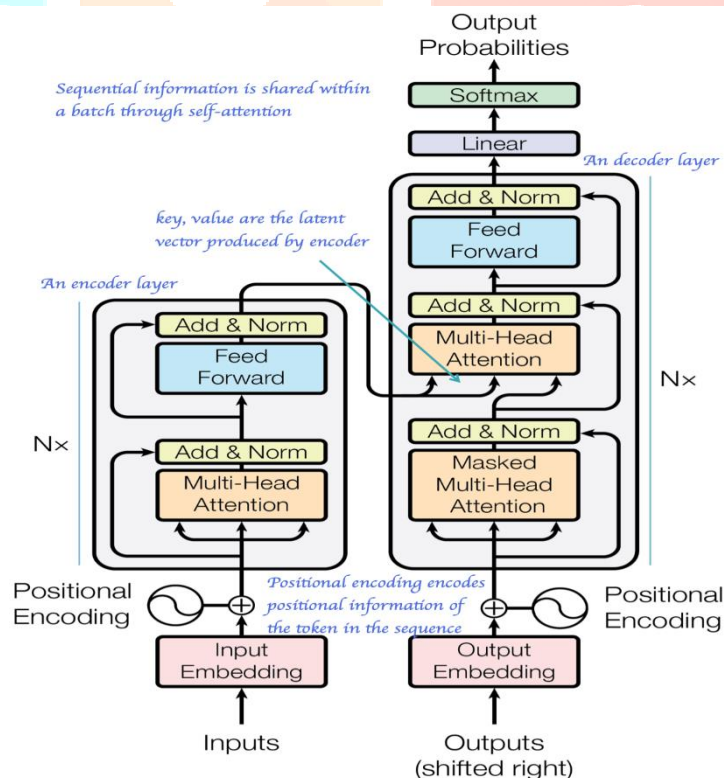 Output
Probabilities
Sequential information is shared within
a batch through self-attention
Softmax
Linear
An decoder layer
Add & Norm
Feed
Forward
key, value are the latent
vector produced by encoder
An encoder layer
Add & Norm
Multi-Head
Attention
Add & Norm
Feed
Forward
Nx
Nx
Add & Norm
Multi-Head
Attention
Add & Norm
Masked
Multi-Head
Attention
Positional
Encoding
Positional encoding encodes
positional information of
the token in the sequence
Positional
Encoding
Input
Embedding
Output
Embedding
Inputs
Outputs
(shifted right)